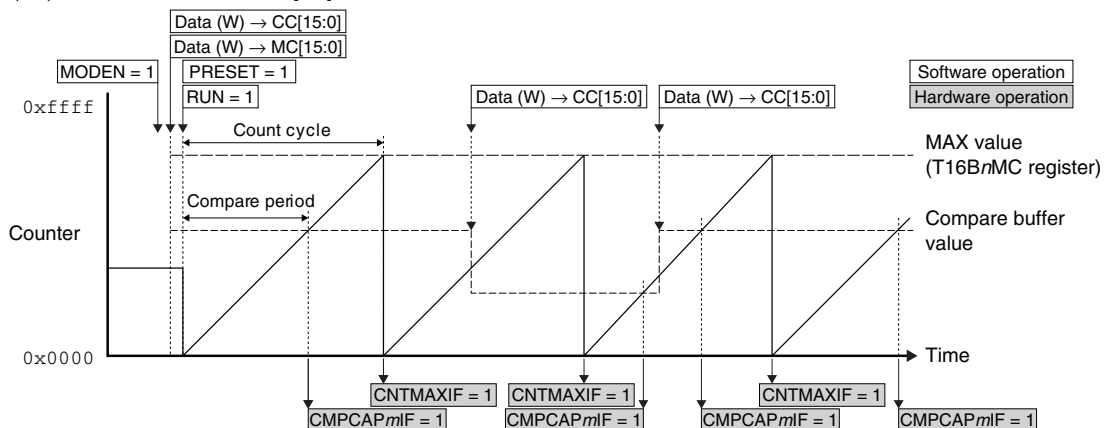 Data (W) → CC[15:0]
Data (W) → MC[15:0]
MODEN = 1
PRESET = 1
RUN = 1
Data (W) → CC[15:0]
Data (W) → CC[15:0]
Software operation
Hardware operation
0xffff
Count cycle
MAX value
(T16BnMC register)
Compare period
Compare buffer
value
Counter
0x0000
Time
CNTMAXIF = 1
CNTMAXIF = 1
CNTMAXIF = 1
CMPCAPmIF = 1
CMPCAPmIF = 1
CMPCAPmIF = 1
CMPCAPmIF = 1